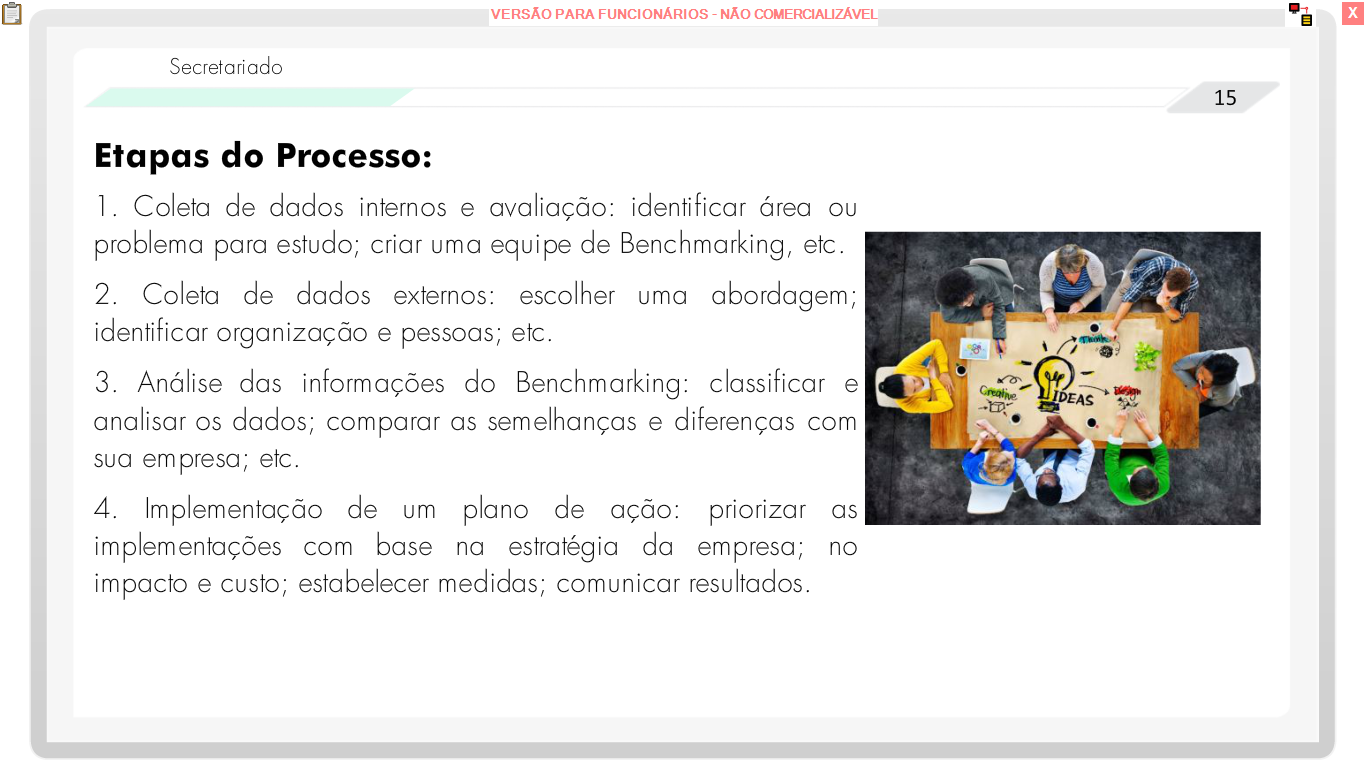 VERSÃO PARA FUNCIONÁRIOS - NÃO COMERCIALIZÁVEL
X
Secretariado
15
Etapas do Processo:
1. Coleta de dados internos e avaliação: identificar área ou
problema para estudo; criar uma equipe de Benchmarking, etc.
2. Coleta de dados externos: escolher uma abordagem;
identificar organização e pessoas; etc.
3. Análise das informações do Benchmarking: classificar e
analisar os dados; comparar as semelhanças e diferenças com
sua empresa; etc.
4. Implementação de um plano de ação: priorizar as
implementações com base na estratégia da empresa; no
impacto e custo; estabelecer medidas; comunicar resultados.
Think
Creative
IDEAS
Design